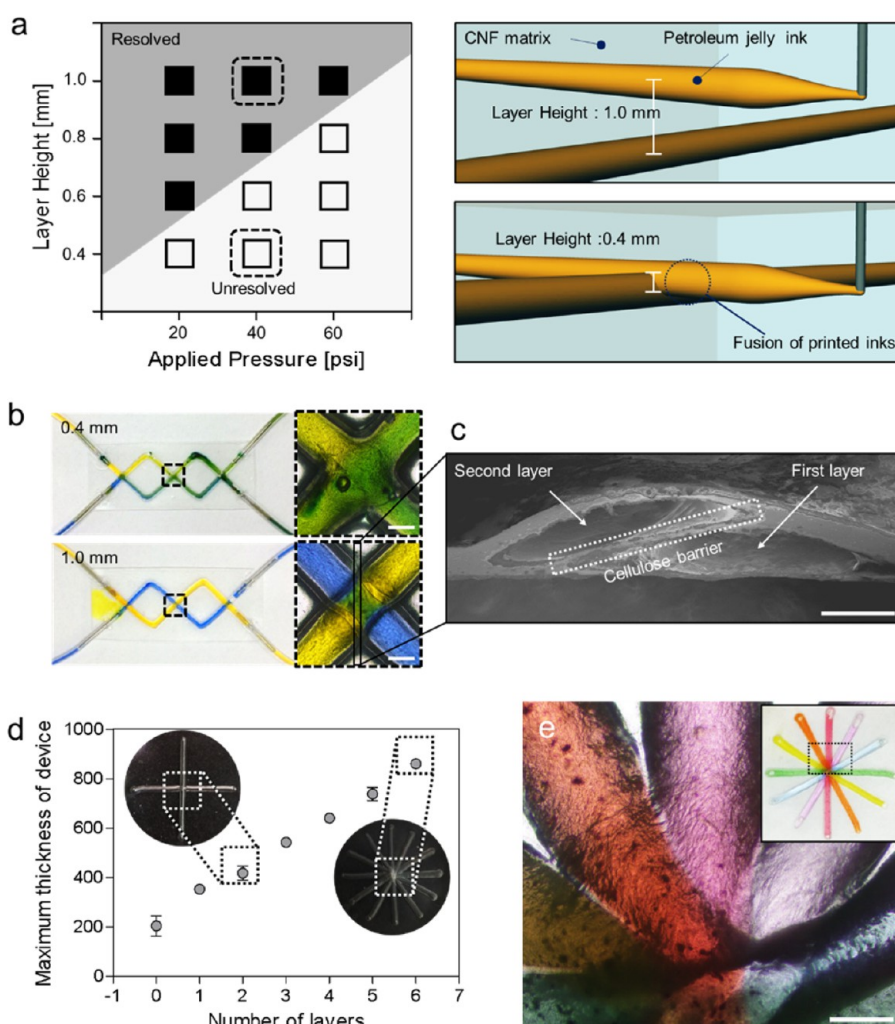 a
Resolved
1.0
0.8
0.6
0.4
Layer Height [mm]
Unresolved
20 40 60
Applied Pressure [psi]
CNF matrix
Petroleum jelly ink
Layer Height : 1.0 mm
Layer Height :0.4 mm
Fusion of printed inks
b
0.4 mm
1.0 mm
c
Second layer
First layer
Cellulose barrier
d
Maximum thickness of device
1000
800
600
400
200
0
-1 0 1 2 3 4 5 6 7
Number of layers
e